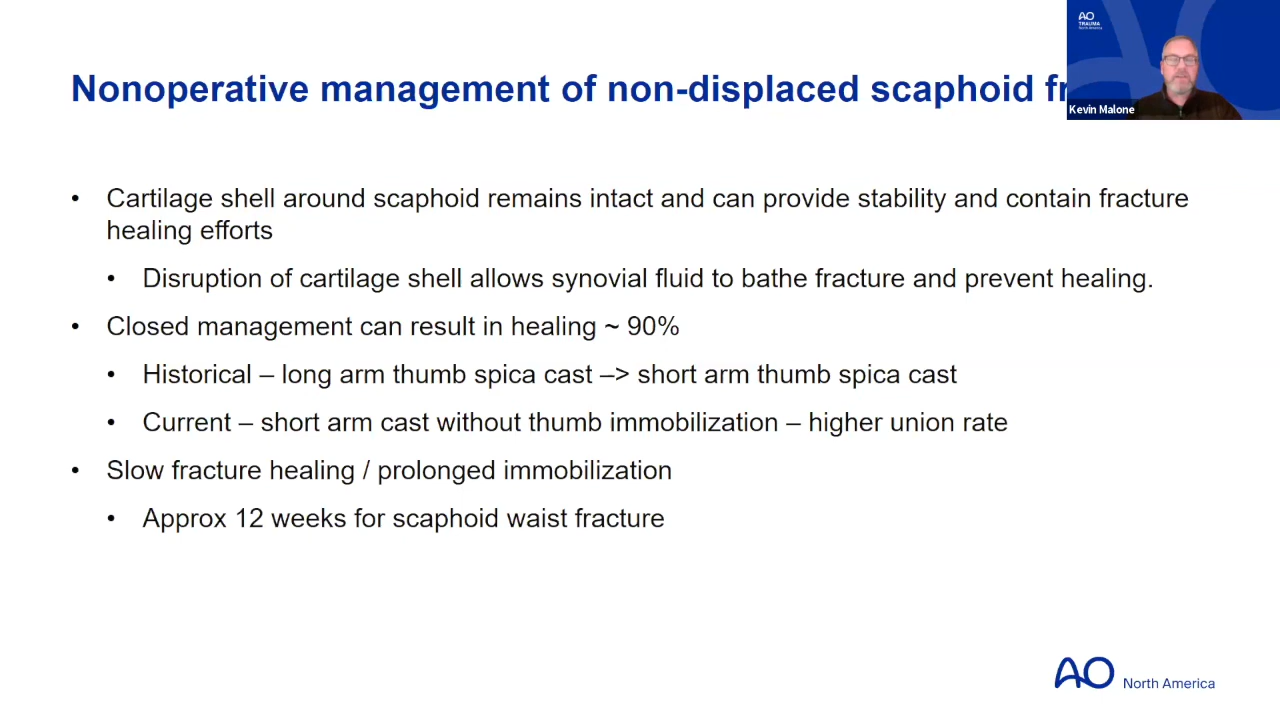 AO
TRAUMA
North America
Nonoperative management of non-displaced scaphoid fr
Kevin Malone
• Cartilage shell around scaphoid remains intact and can provide stability and contain fracture
healing efforts
• Disruption of cartilage shell allows synovial fluid to bathe fracture and prevent healing.
• Closed management can result in healing ~ 90%
• Historical – long arm thumb spica cast –> short arm thumb spica cast
• Current – short arm cast without thumb immobilization – higher union rate
• Slow fracture healing / prolonged immobilization
• Approx 12 weeks for scaphoid waist fracture
AO North America